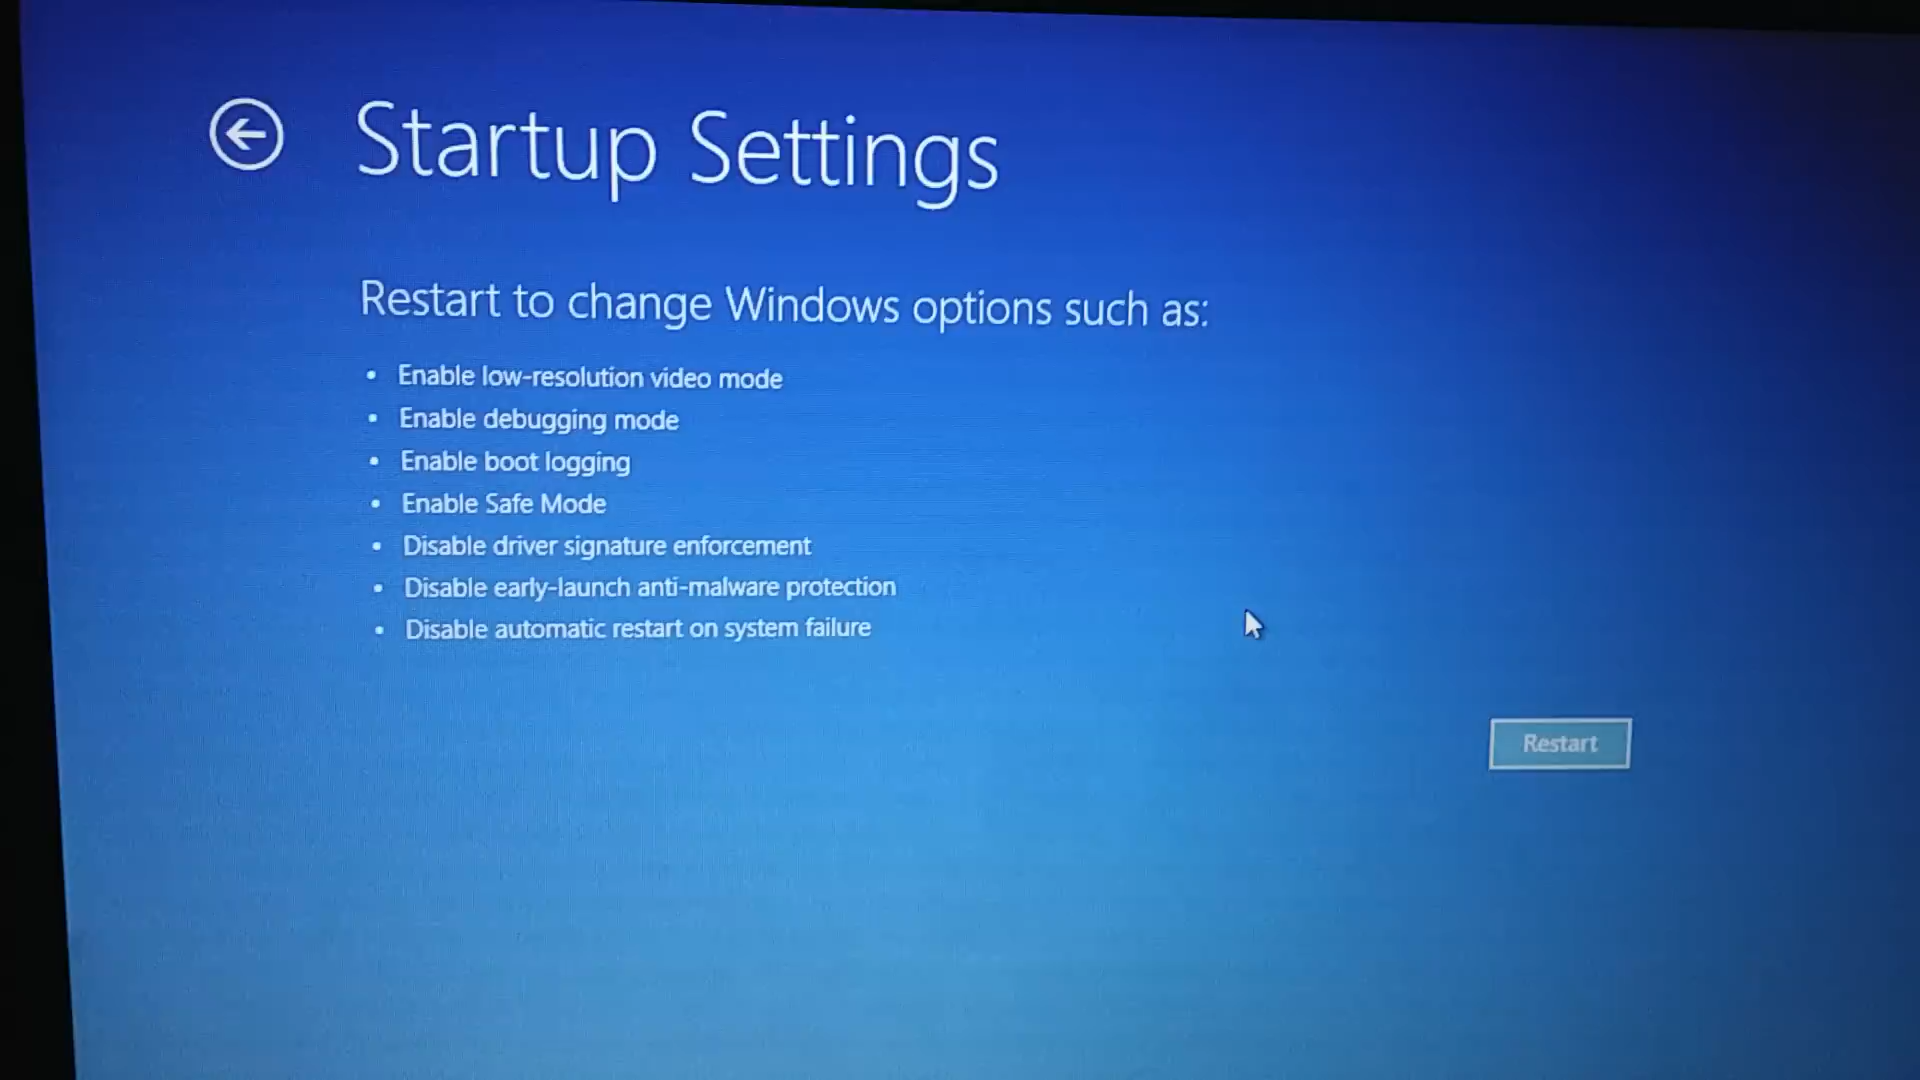 Startup Settings
Restart to change Windows options such as:
• Enable low-resolution video mode
• Enable debugging mode
• Enable boot logging
• Enable Safe Mode
• Disable driver signature enforcement
• Disable early-launch anti-malware protection
• Disable automatic restart on system failure
Restart